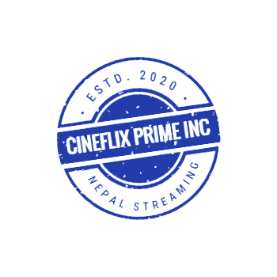 • ESTD. 2020 •
CINEFLIX PRIME INC
NEPAL STREAMING